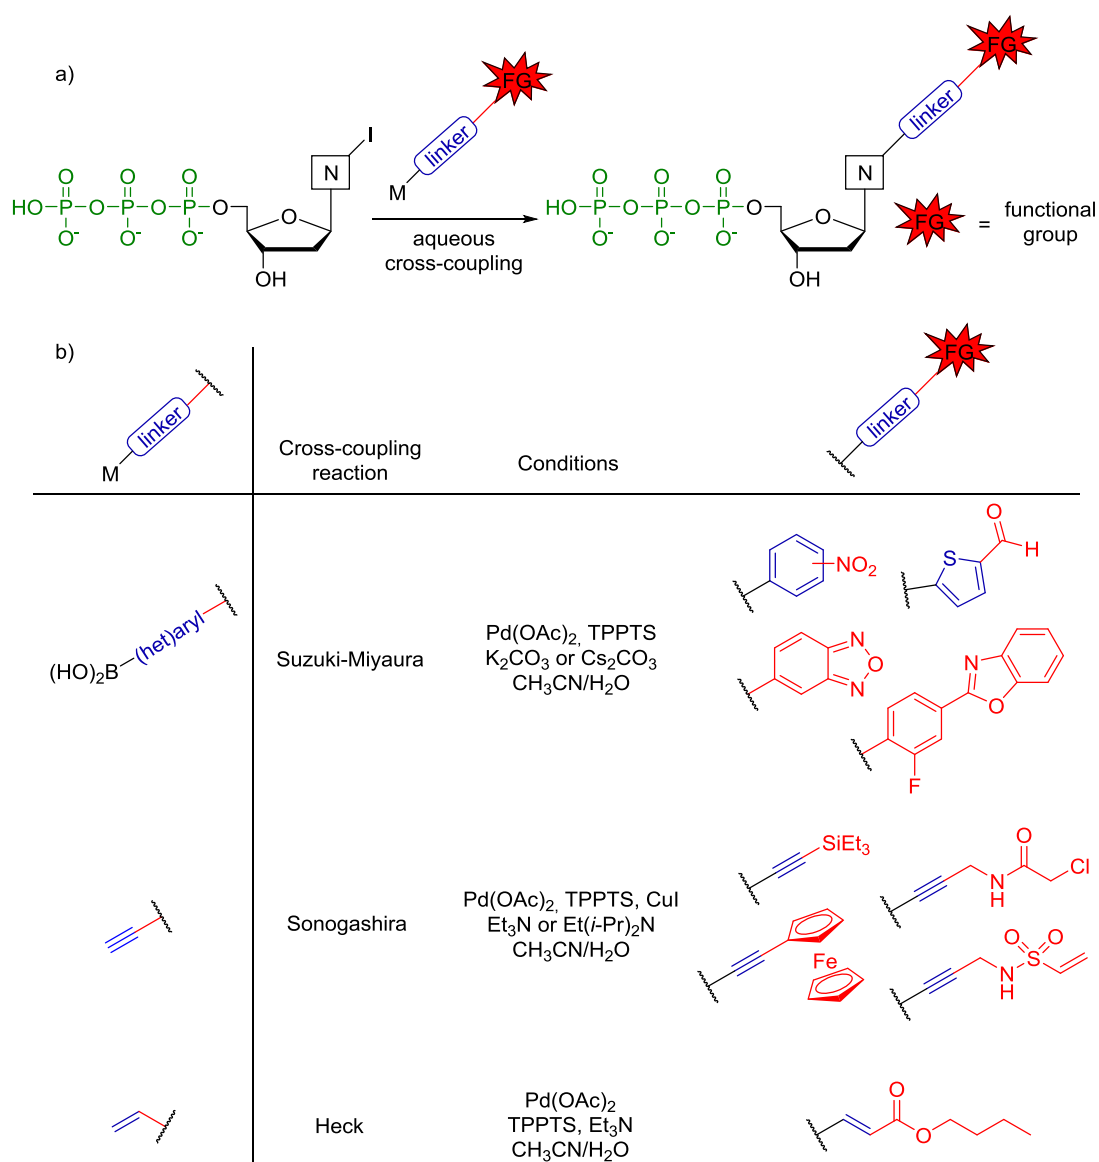 a)
FG
linker
M
I
N
O O O
HO P O P O P O
O- O- O-
O
OH
aqueous
cross-coupling
FG
linker
N
O O O
HO P O P O P O
O- O- O-
O
OH
FG = functional
group
b)
linker
M
Cross-coupling
reaction
Conditions
FG
linker
(HO)2B
(het)aryl
Suzuki-Miyaura
Pd(OAc)2, TPPTS
K2CO3 or Cs2CO3
CH3CN/H2O
NO2
S
O
H
N
O
N
N
O
F
Sonogashira
Pd(OAc)2, TPPTS, CuI
Et3N or Et(i-Pr)2N
CH3CN/H2O
SiEt3
O
N
H
Cl
Fe
O O
S
N
H
Heck
Pd(OAc)2
TPPTS, Et3N
CH3CN/H2O
O
O